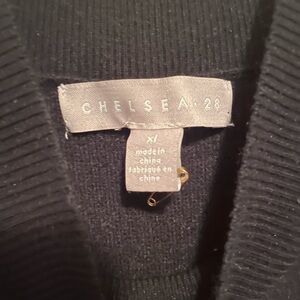 CHELSEA·28
xl
made in
china
fabriqué en
chine